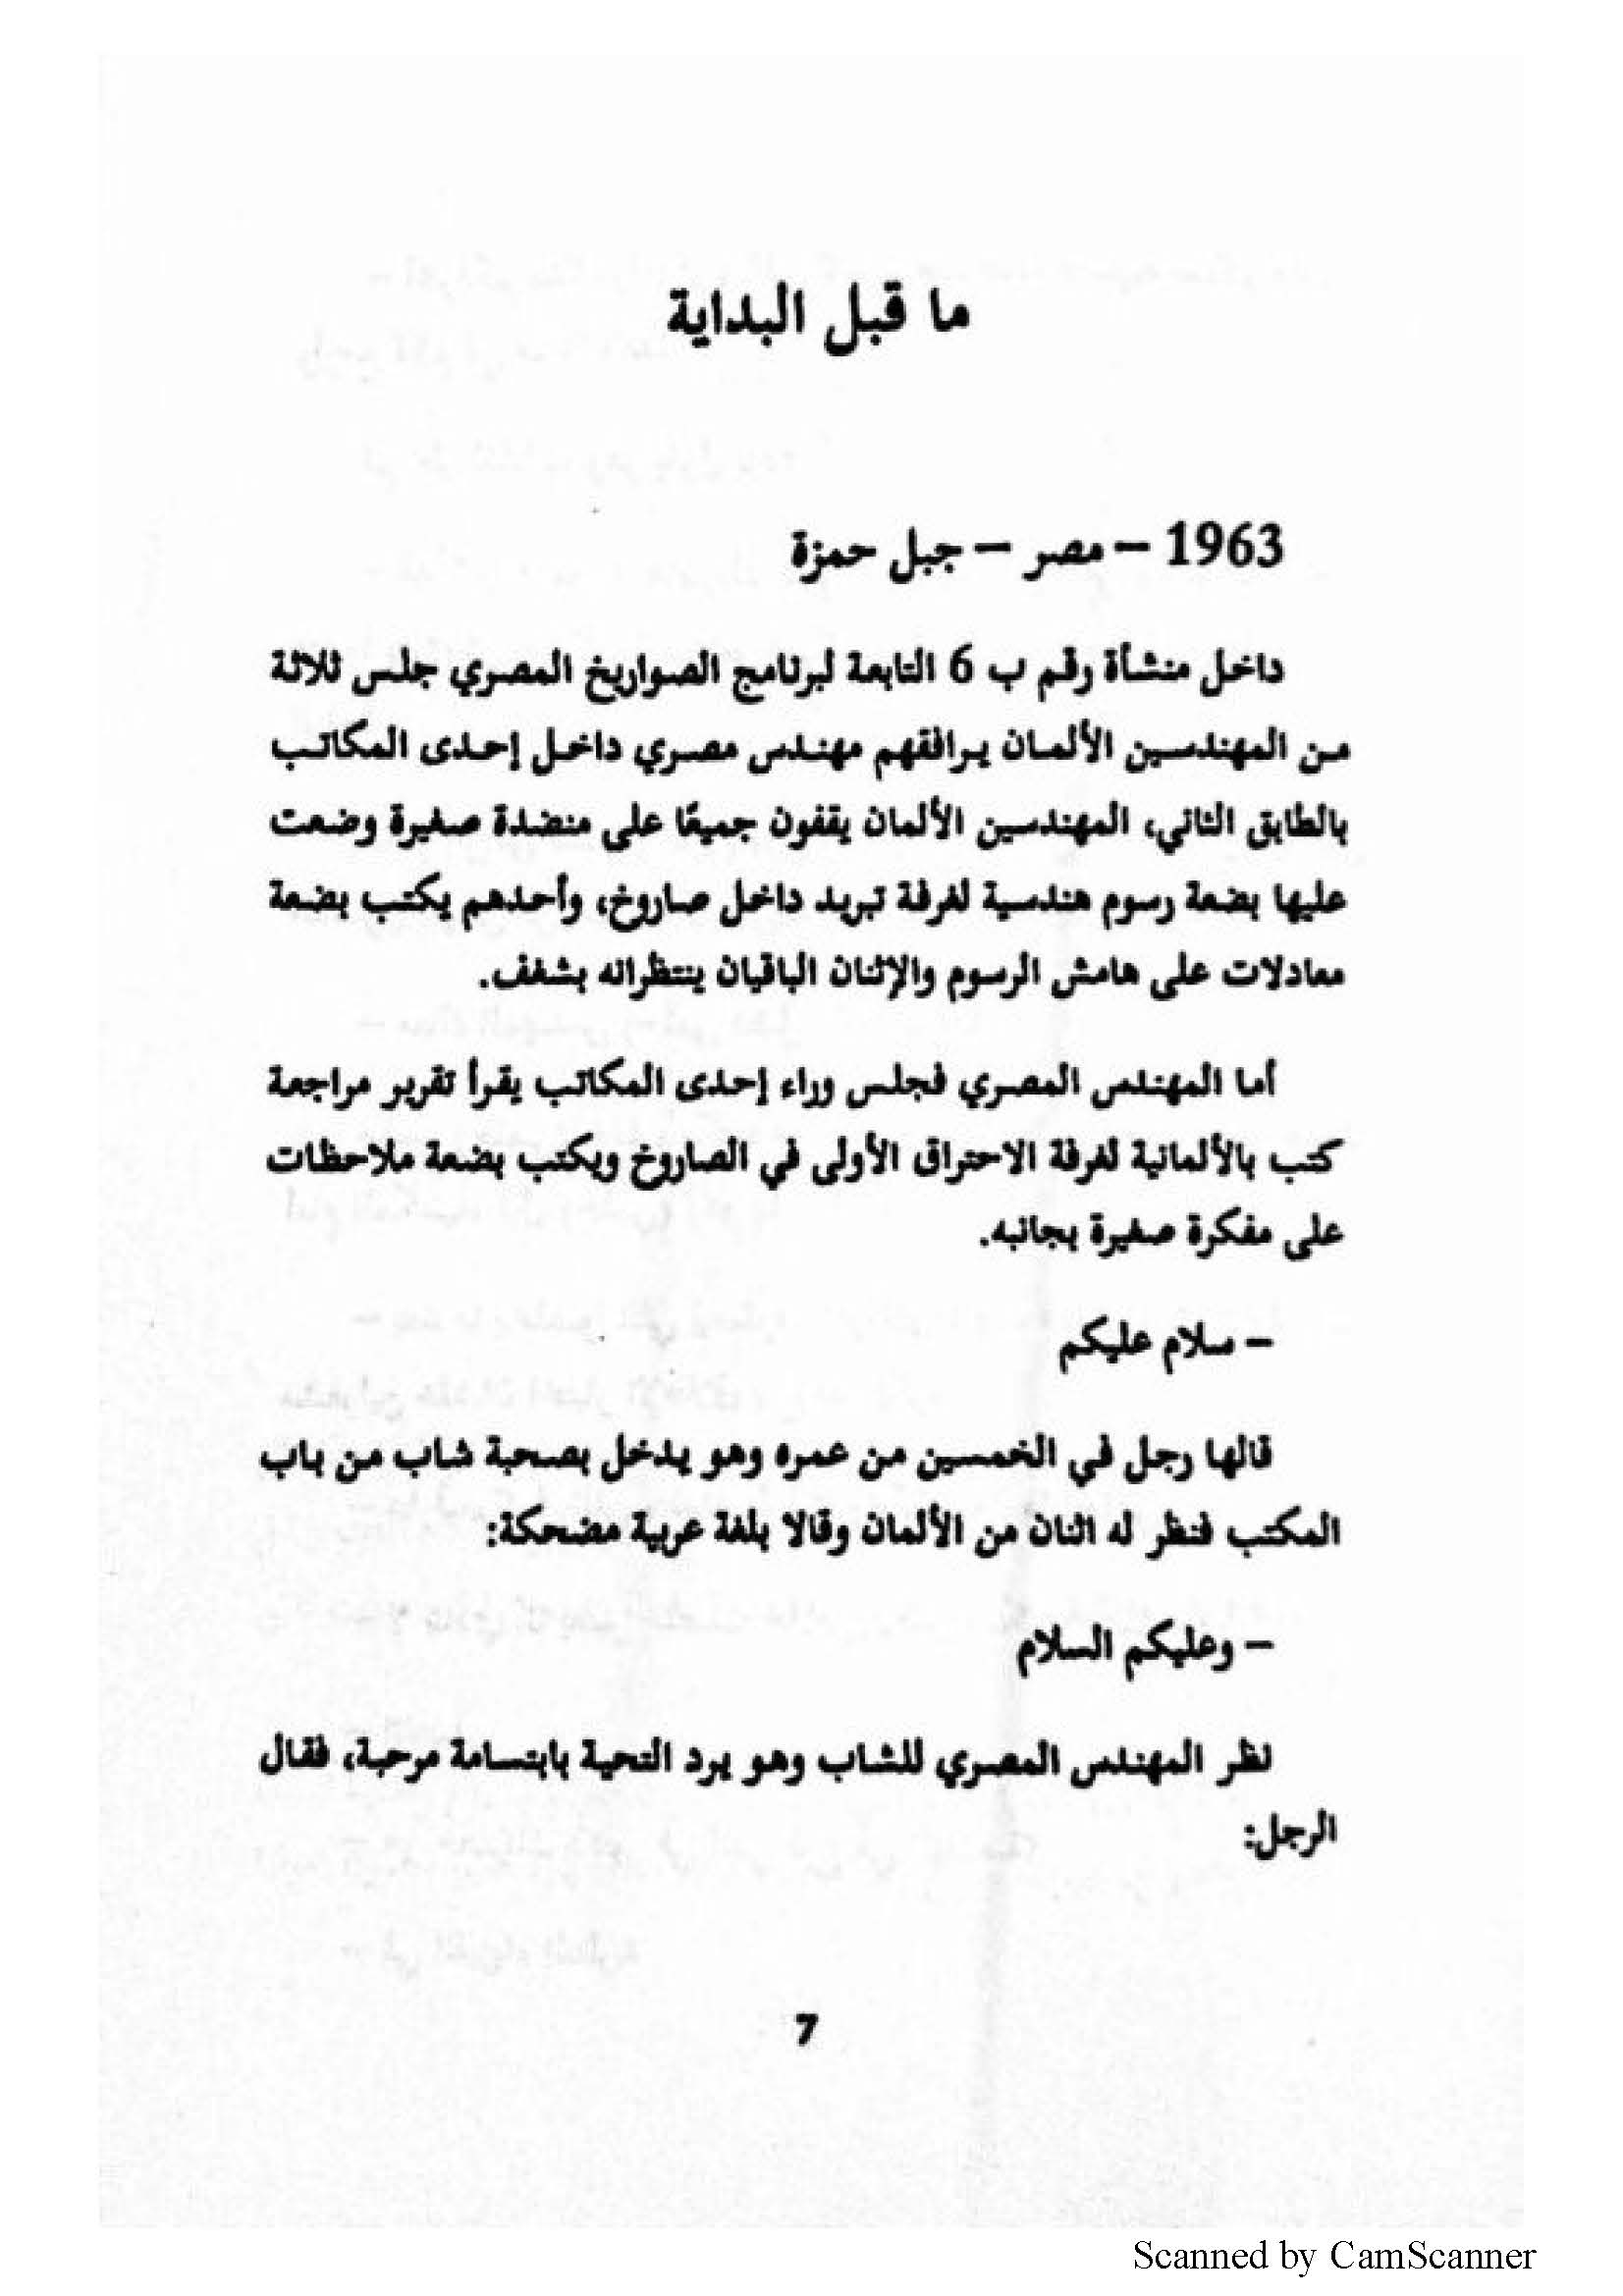 ما قبل البداية
1963 – مصر – جبل حمزة
داخل منشأة رقم ب 6 التابعة لبرنامج الصواريخ المصري جلس ثلاثة
من المهندسين الألمان يرافقهم مهندس مصري داخل إحدى المكاتب
بالطابق الثاني، المهندسين الألمان يقفون جميعًا على منضدة صغيرة وضعت
عليها بضعة رسوم هندسية لغرفة تبريد داخل صاروخ، وأحدهم يكتب بضعة
معادلات على هامش الرسوم والإثنان الباقيان ينتظرانه بشغف.
أما المهندس المصري فجلس وراء إحدى المكاتب يقرأ تقرير مراجعة
كتب بالألمانية لغرفة الاحتراق الأولى في الصاروخ ويكتب بضعة ملاحظات
على مفكرة صغيرة بجانبه.
– سلام عليكم
قالها رجل في الخمسين من عمره وهو يدخل بصحبة شاب من باب
المكتب فنظر له اثنان من الألمان وقالا بلغة عربية مضحكة:
– وعليكم السلام
نظر المهندس المصري للشاب وهو يرد التحية بابتسامة مرحبة، فقال
الرجل:
7
Scanned by CamScanner